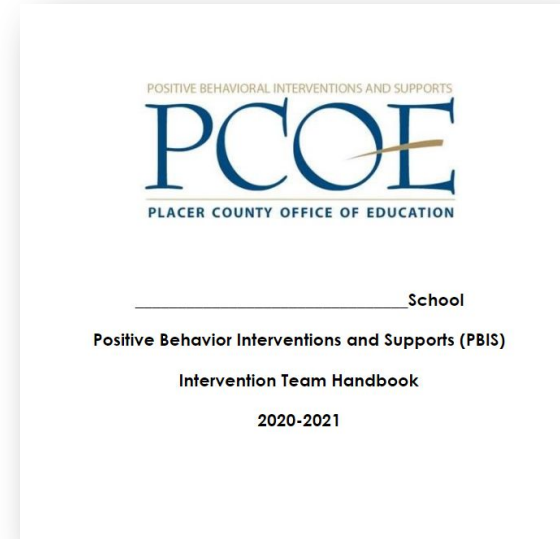 POSITIVE BEHAVIORAL INTERVENTIONS AND SUPPORTS
PCOE
PLACER COUNTY OFFICE OF EDUCATION
________________________________School
Positive Behavior Interventions and Supports (PBIS)
Intervention Team Handbook
2020-2021